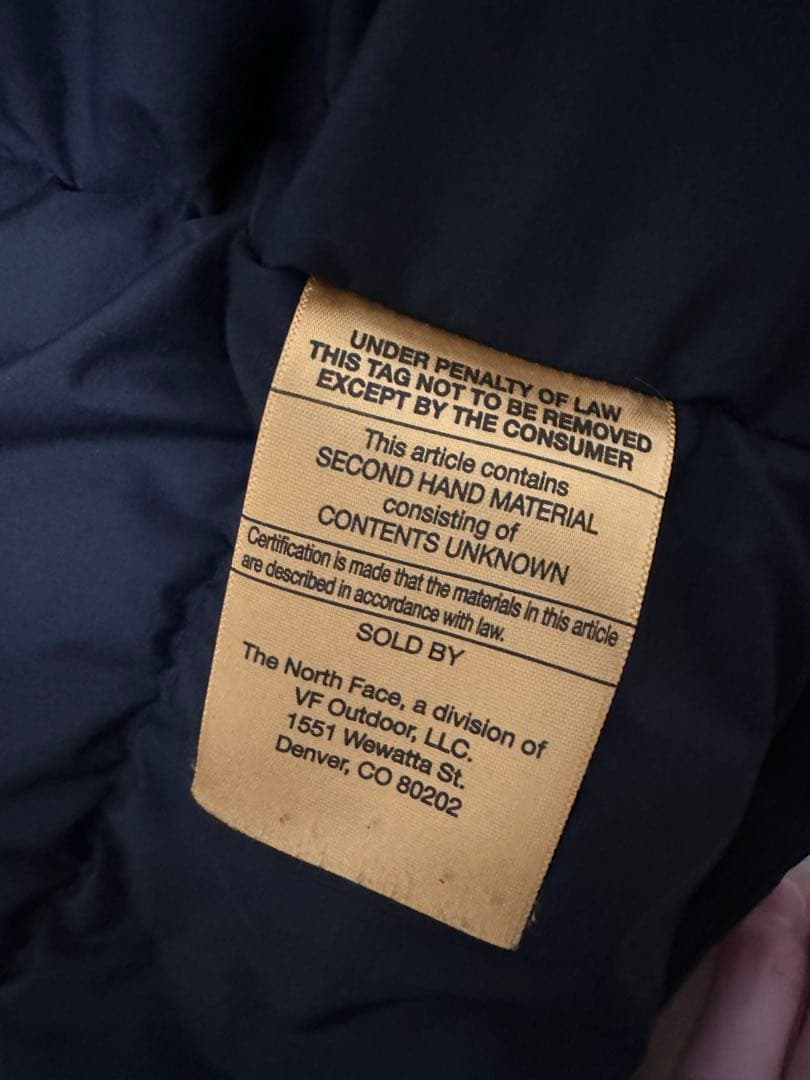 UNDER PENALTY OF LAW
THIS TAG NOT TO BE REMOVED
EXCEPT BY THE CONSUMER
This article contains
SECOND HAND MATERIAL
consisting of
CONTENTS UNKNOWN
Certification is made that the materials in this article
are described in accordance with law.
SOLD BY
The North Face, a division of
VF Outdoor, LLC.
1551 Wewatta St.
Denver, CO 80202